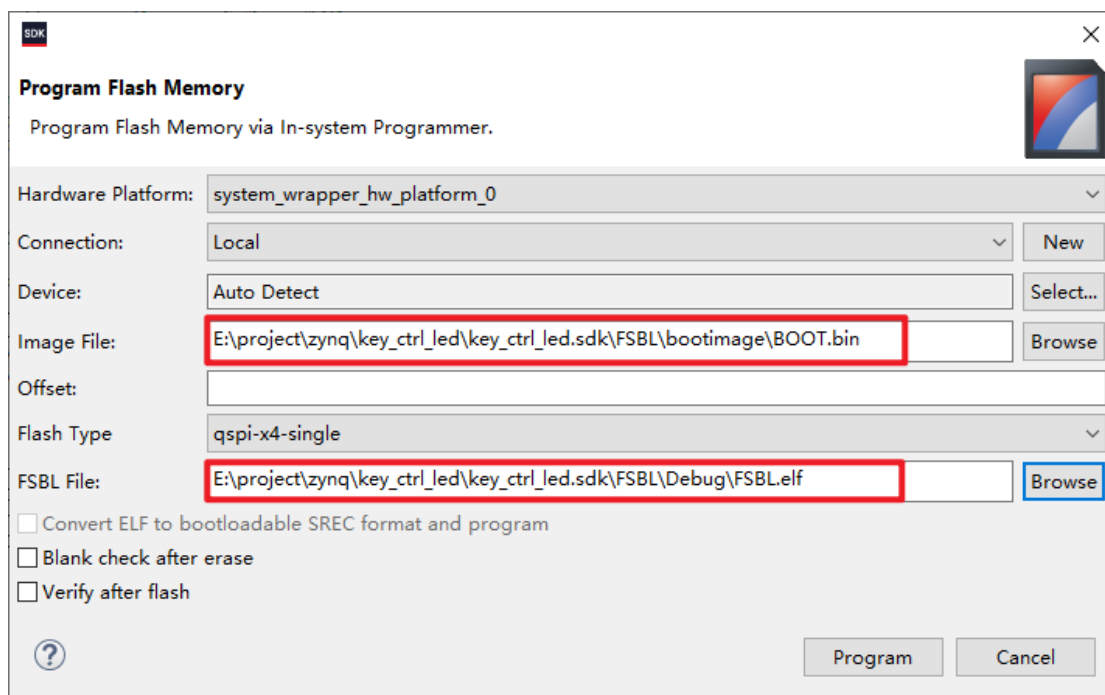 SDK
Program Flash Memory
Program Flash Memory via In-system Programmer.
Hardware Platform: system_wrapper_hw_platform_0
Connection: Local New
Device: Auto Detect Select...
Image File: E:\project\zynq\key_ctrl_led\key_ctrl_led.sdk\FSBL\bootimage\BOOT.bin Browse
Offset:
Flash Type qspi-x4-single
FSBL File: E:\project\zynq\key_ctrl_led\key_ctrl_led.sdk\FSBL\Debug\FSBL.elf Browse
Convert ELF to bootloadable SREC format and program
Blank check after erase
Verify after flash
? Program Cancel